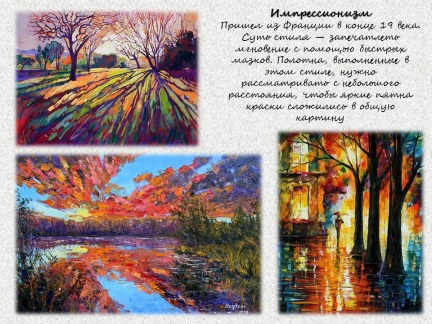 Импрессионизм
Пришел из Франции в конце 19 века.
Суть стиля — запечатлеть
мгновение с помощью быстрых
мазков. Полотна, выполненные в
этом стиле, нужно
рассматривать с небольшого
расстояния, чтобы яркие пятна
краски сложились в общую
картину